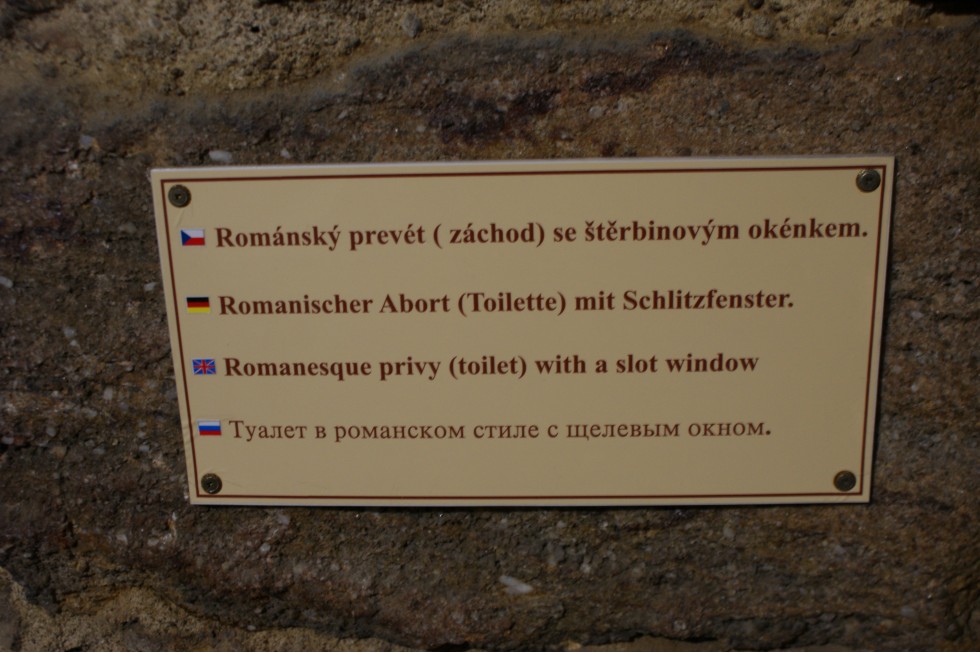 Románský prevét ( záchod) se štěrbinovým okénkem.
Romanischer Abort (Toilette) mit Schlitzfenster.
Romanesque privy (toilet) with a slot window
Туалет в романском стиле с щелевым окном.